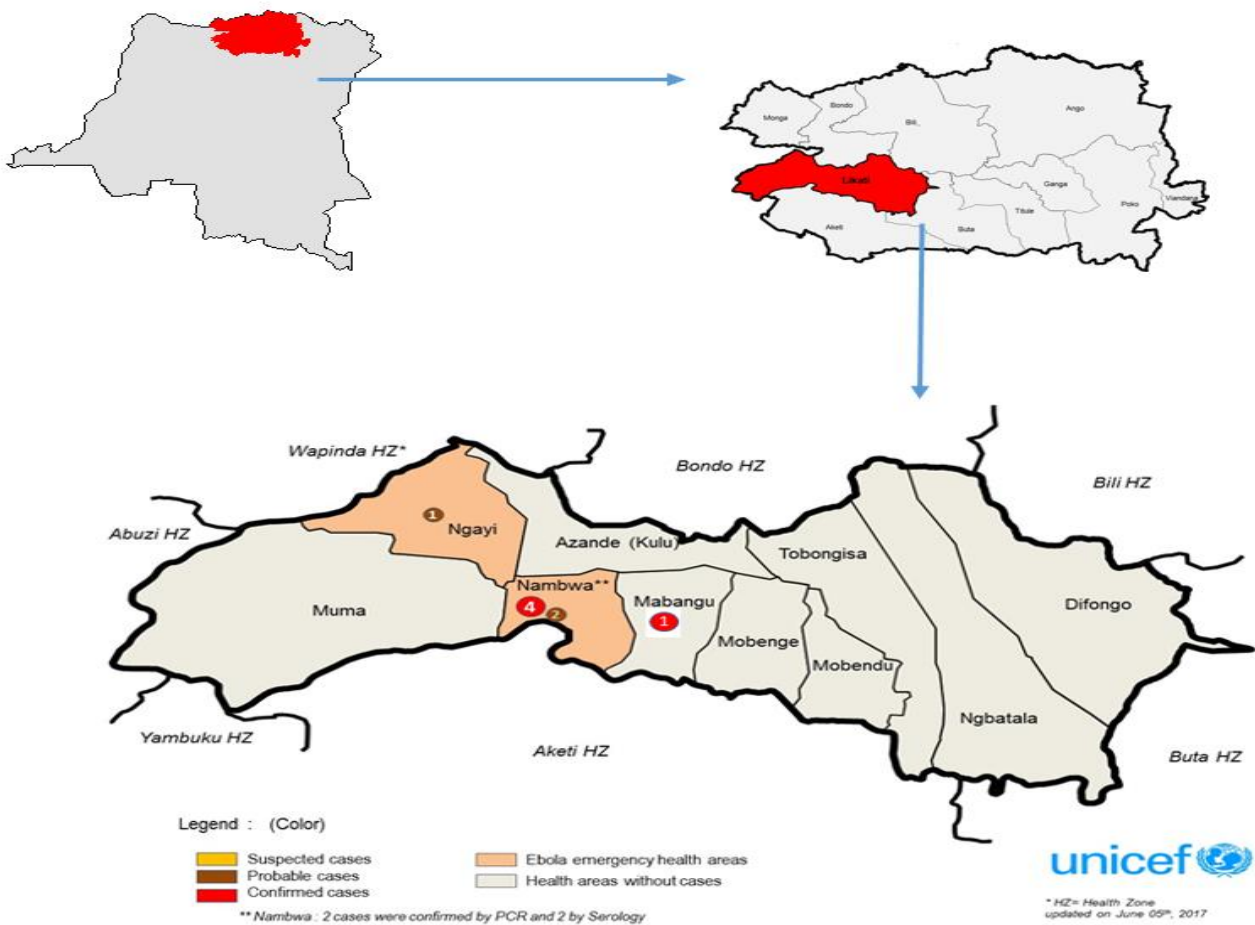 Monga
Bondo
Bili_
Ango
Likati
Ganga
Poko
Viandana
Titule
Aketi
Buta
Wapinda HZ*
Bondo HZ
Bili HZ
Abuzi HZ
1
Ngayi
Azande (Kulu)
Tobongisa
Nambwa**
4
2
Mabangu
1
Muma
Difongo
Mobenge
Mobendu
Ngbatala
Yambuku HZ
Aketi HZ
Buta HZ
Legend : (Color)
Suspected cases
Probable cases
Confirmed cases
Ebola emergency health areas
Health areas without cases
** Nambwa : 2 cases were confirmed by PCR and 2 by Serology
unicef
* HZ= Health Zone
updated on June 05th, 2017